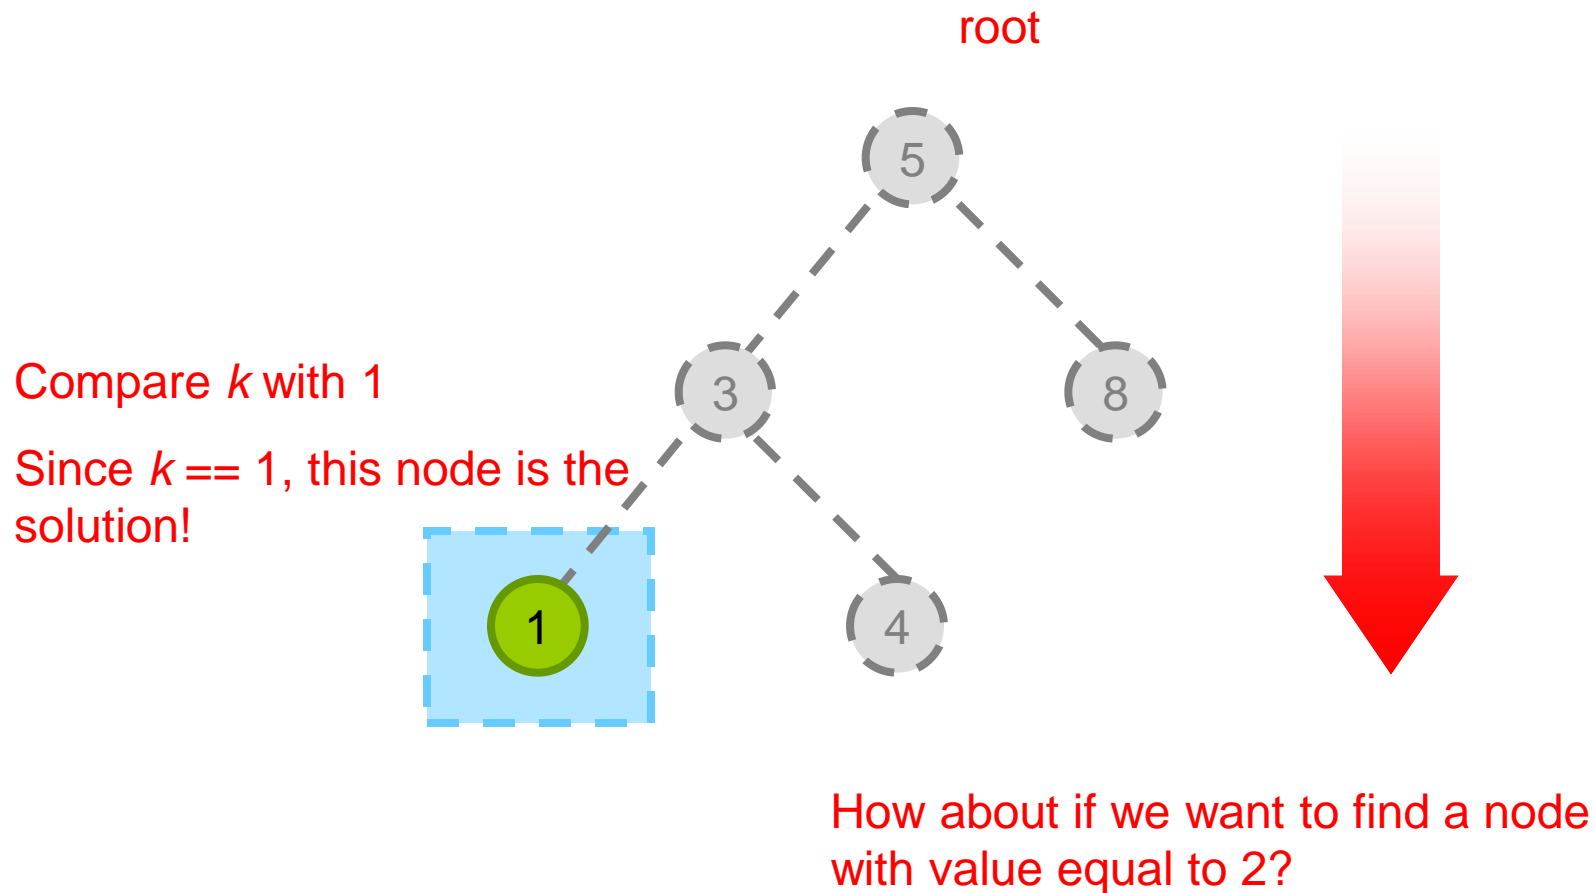 root
5
3
8
Compare k with 1
Since k == 1, this node is the
solution!
1
4
How about if we want to find a node
with value equal to 2?